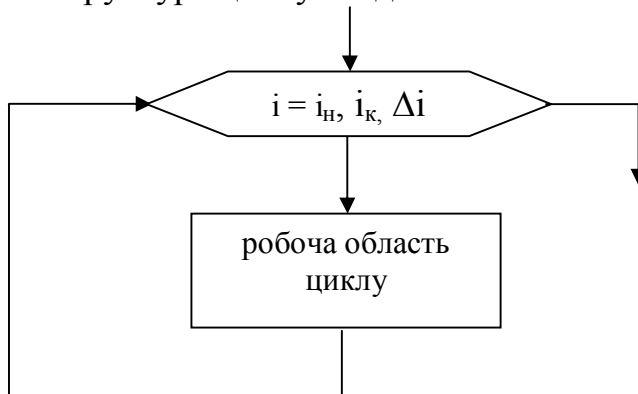 i = iн, iк, Δi
робоча область
циклу